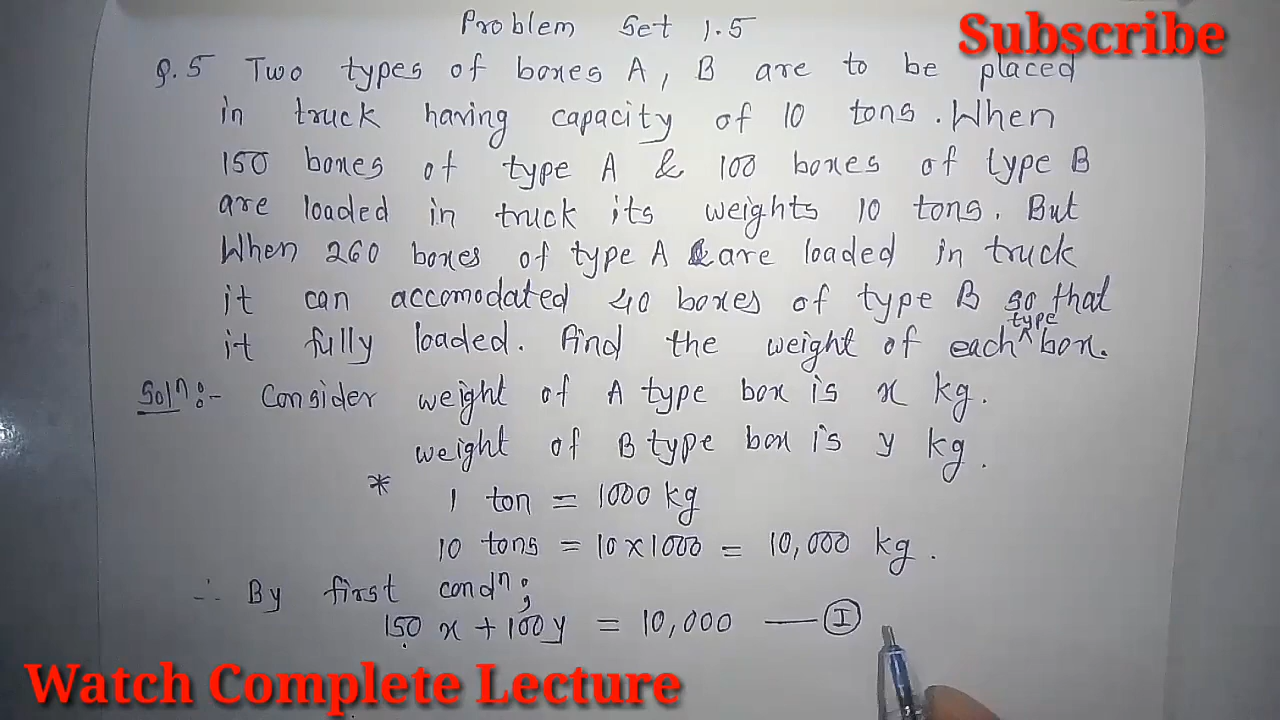 Problem Set 1.5
Subscribe
Q.5 Two types of boxes A, B are to be placed
in truck having capacity of 10 tons. When
150 boxes of type A & 100 boxes of type B
are loaded in truck its weights 10 tons. But
When 260 boxes of type A are loaded in truck
it can accomodated 40 boxes of type B so that
it fully loaded. Find the weight of each type box.
Solⁿ:- Consider weight of A type box is x kg.
weight of B type box is y kg.
* 1 ton = 1000 kg
10 tons = 10 x 1000 = 10,000 kg.
∴ By first condⁿ;
150 x + 100 y = 10,000 — I
Watch Complete Lecture